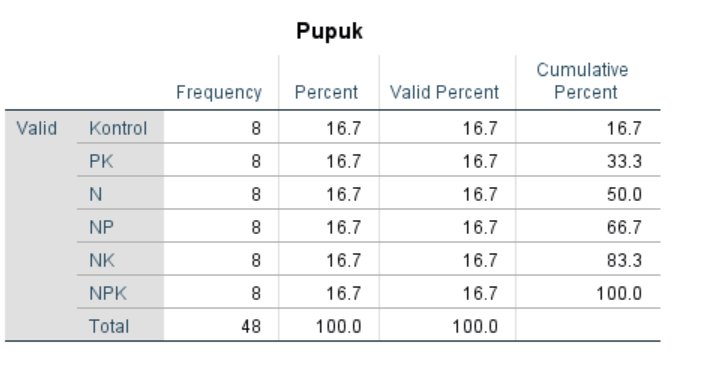 Pupuk
Frequency Percent Valid Percent Cumulative Percent
Valid Kontrol 8 16.7 16.7 16.7
PK 8 16.7 16.7 33.3
N 8 16.7 16.7 50.0
NP 8 16.7 16.7 66.7
NK 8 16.7 16.7 83.3
NPK 8 16.7 16.7 100.0
Total 48 100.0 100.0